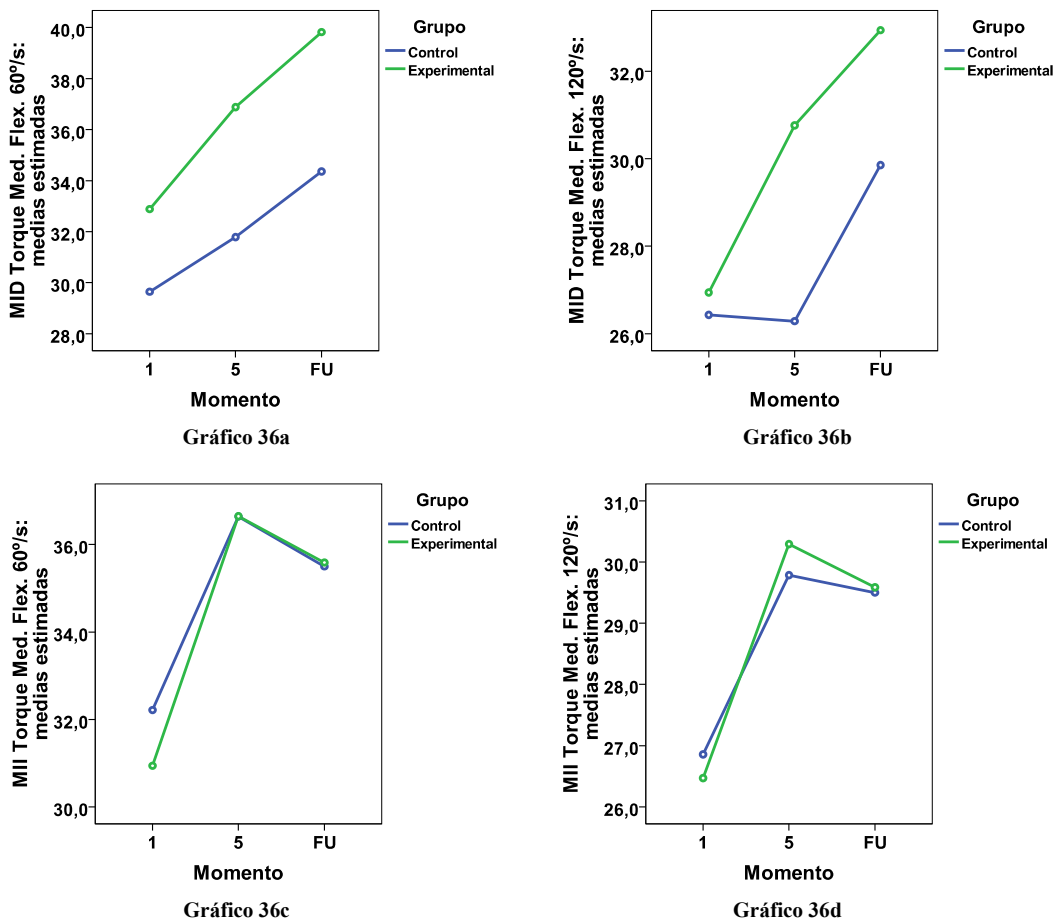 MID Torque Med. Flex. 60º/s:
medias estimadas
40,0
38,0
36,0
34,0
32,0
30,0
28,0
1
5
FU
Momento
Grupo
Control
Experimental
Gráfico 36a
MID Torque Med. Flex. 120º/s:
medias estimadas
32,0
30,0
28,0
26,0
1
5
FU
Momento
Grupo
Control
Experimental
Gráfico 36b
MII Torque Med. Flex. 60º/s:
medias estimadas
36,0
34,0
32,0
30,0
1
5
FU
Momento
Grupo
Control
Experimental
Gráfico 36c
MII Torque Med. Flex. 120º/s:
medias estimadas
31,0
30,0
29,0
28,0
27,0
26,0
1
5
FU
Momento
Grupo
Control
Experimental
Gráfico 36d